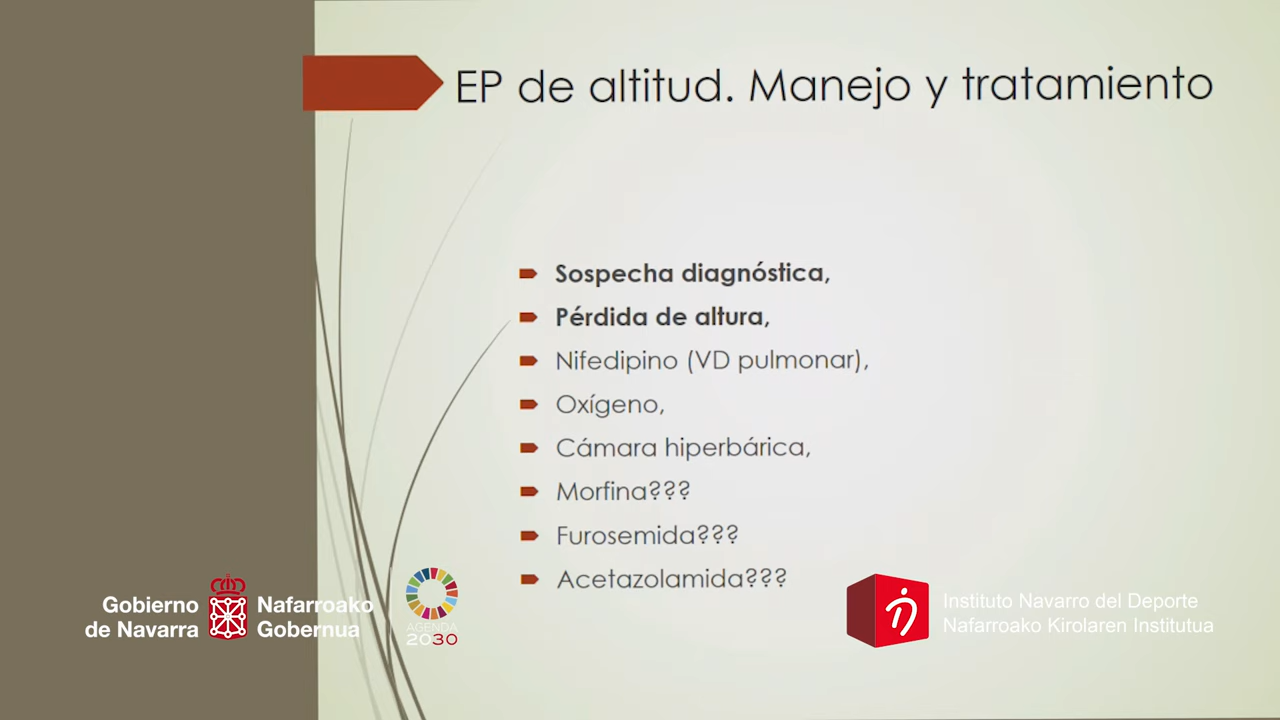 EP de altitud. Manejo y tratamiento
Sospecha diagnóstica,
Pérdida de altura,
Nifedipino (VD pulmonar),
Oxígeno,
Cámara hiperbárica,
Morfina???
Furosemida???
Acetazolamida???
Gobierno
de Navarra
Nafarroako
Gobernua
AGENDA
2030
Instituto Navarro del Deporte
Nafarroako Kirolaren Institutua